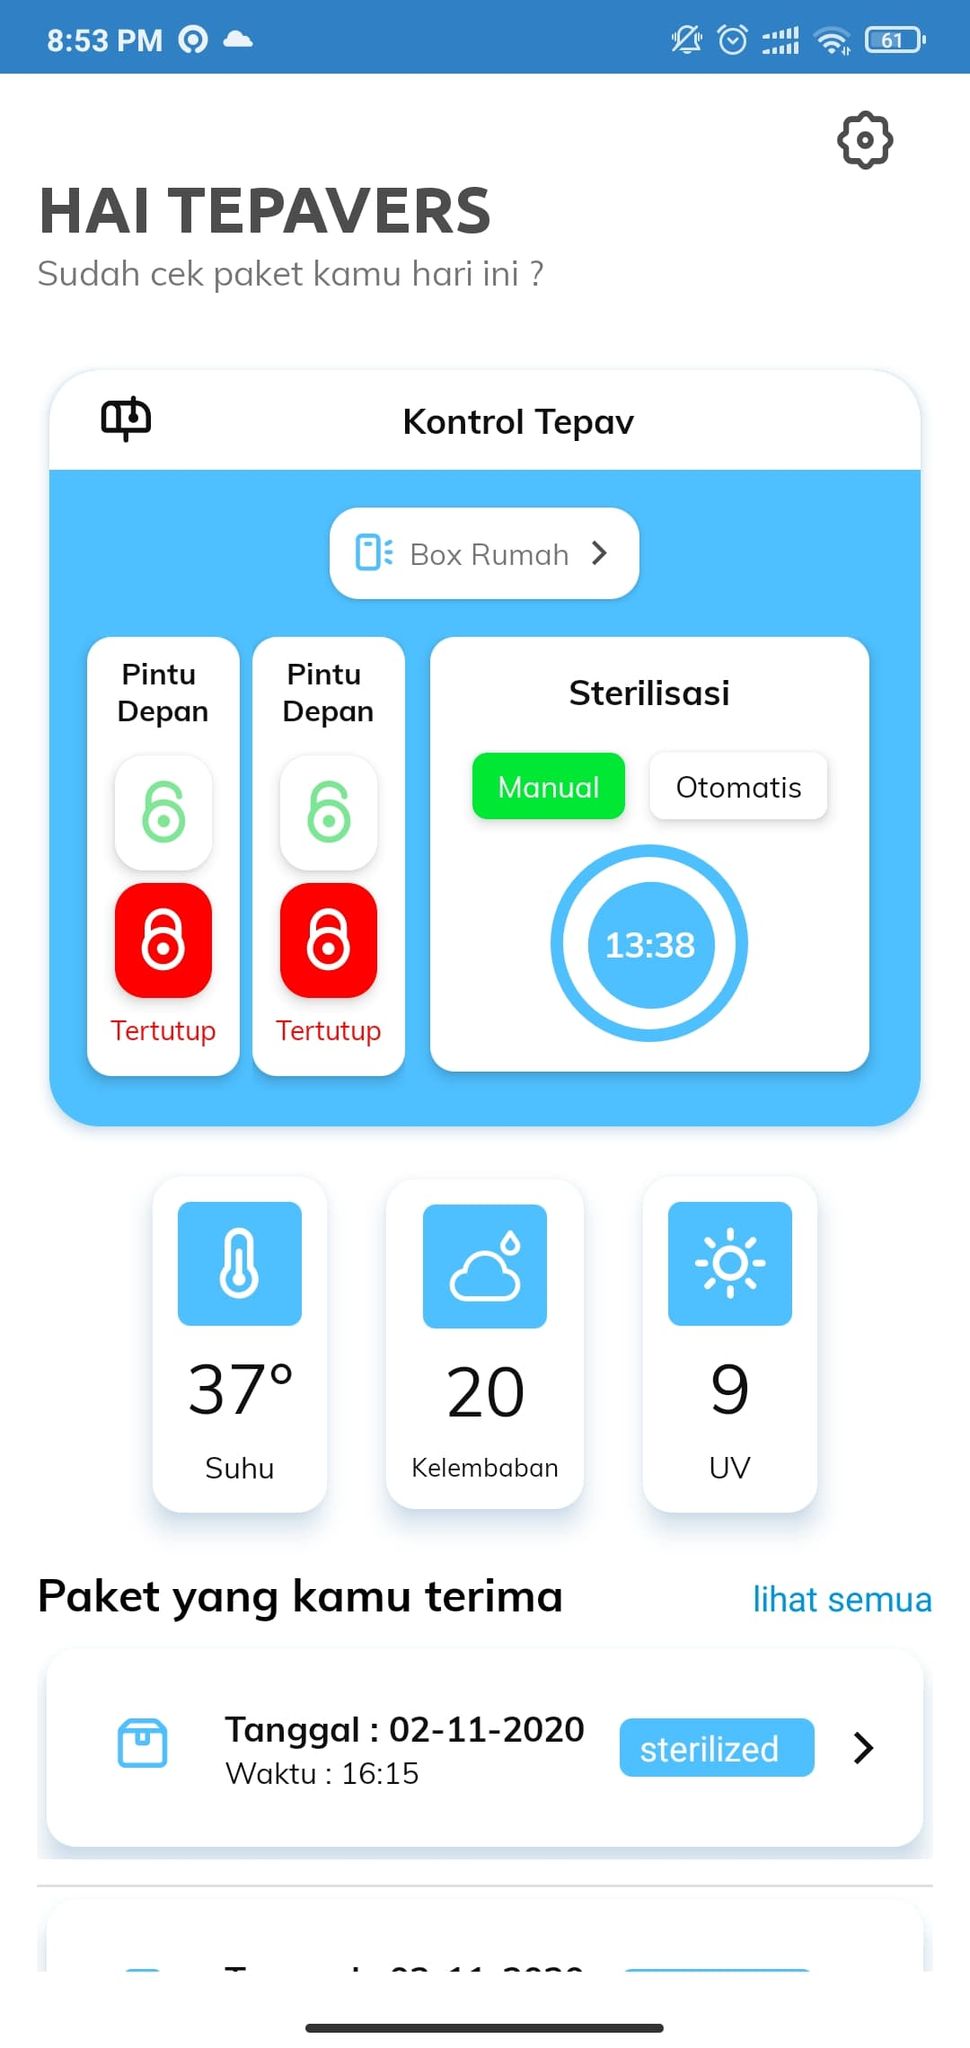 8:53 PM
61
HAI TEPAVERS
Sudah cek paket kamu hari ini ?
Kontrol Tepav
Box Rumah
Pintu
Depan
Tertutup
Pintu
Depan
Tertutup
Sterilisasi
Manual
Otomatis
13:38
37°
Suhu
20
Kelembaban
9
UV
Paket yang kamu terima
lihat semua
Tanggal : 02-11-2020
Waktu : 16:15
sterilized